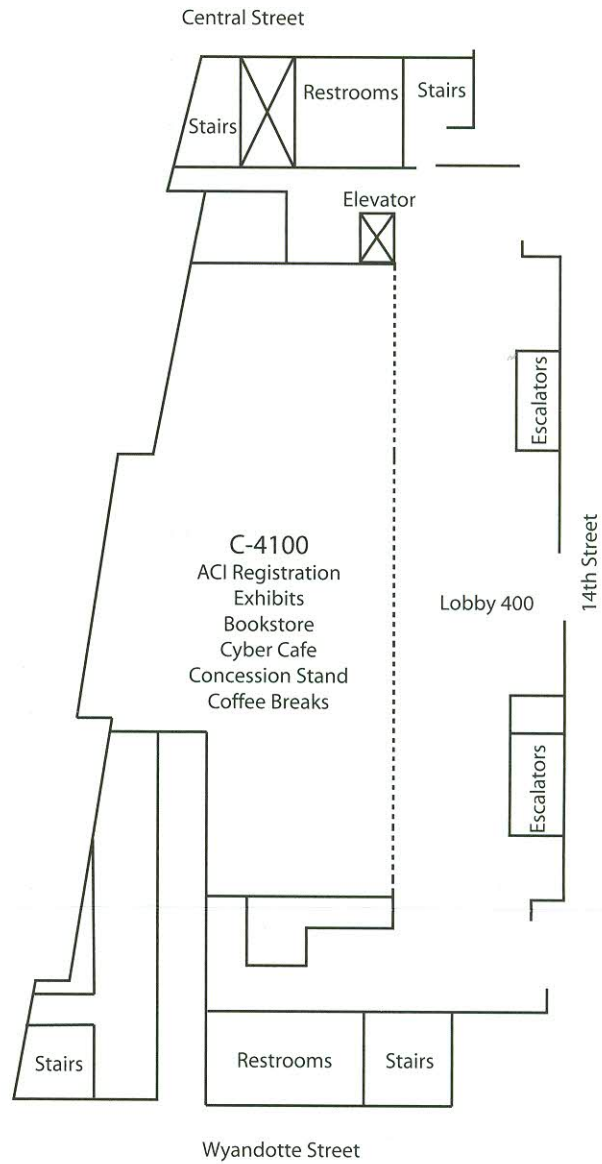 Central Street
Restrooms
Stairs
Stairs
Elevator
Escalators
C-4100
ACI Registration
Exhibits
Bookstore
Cyber Cafe
Concession Stand
Coffee Breaks
Lobby 400
14th Street
Escalators
Stairs
Restrooms
Stairs
Wyandotte Street